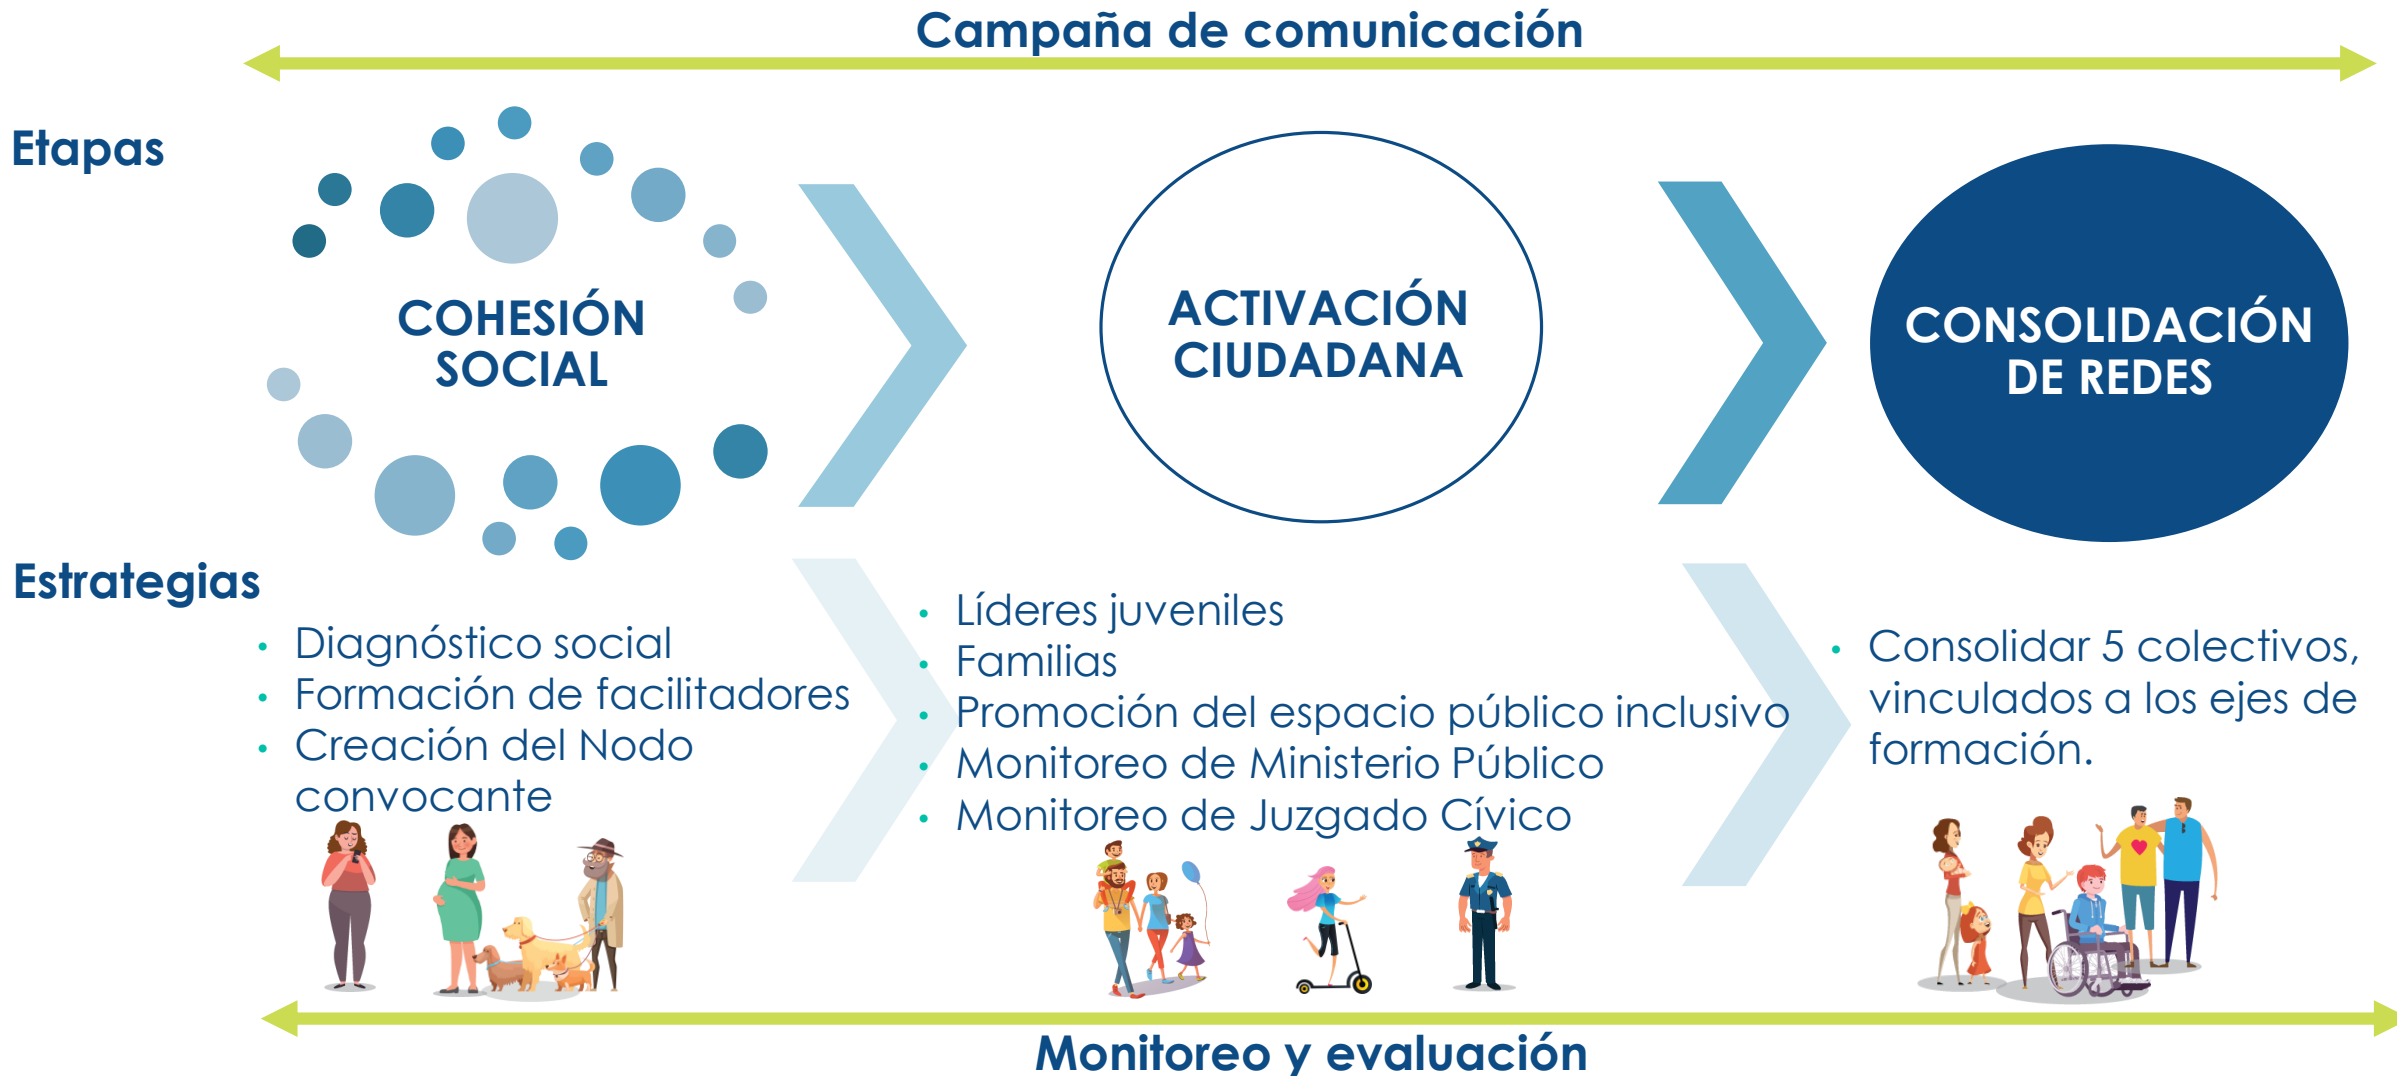 Campaña de comunicación
Etapas
COHESIÓN
SOCIAL
ACTIVACIÓN
CIUDADANA
CONSOLIDACIÓN
DE REDES
Estrategias
• Diagnóstico social
• Formación de facilitadores
• Creación del Nodo
convocante
• Líderes juveniles
• Familias
• Promoción del espacio público inclusivo
• Monitoreo de Ministerio Público
• Monitoreo de Juzgado Cívico
• Consolidar 5 colectivos,
vinculados a los ejes de
formación.
Monitoreo y evaluación